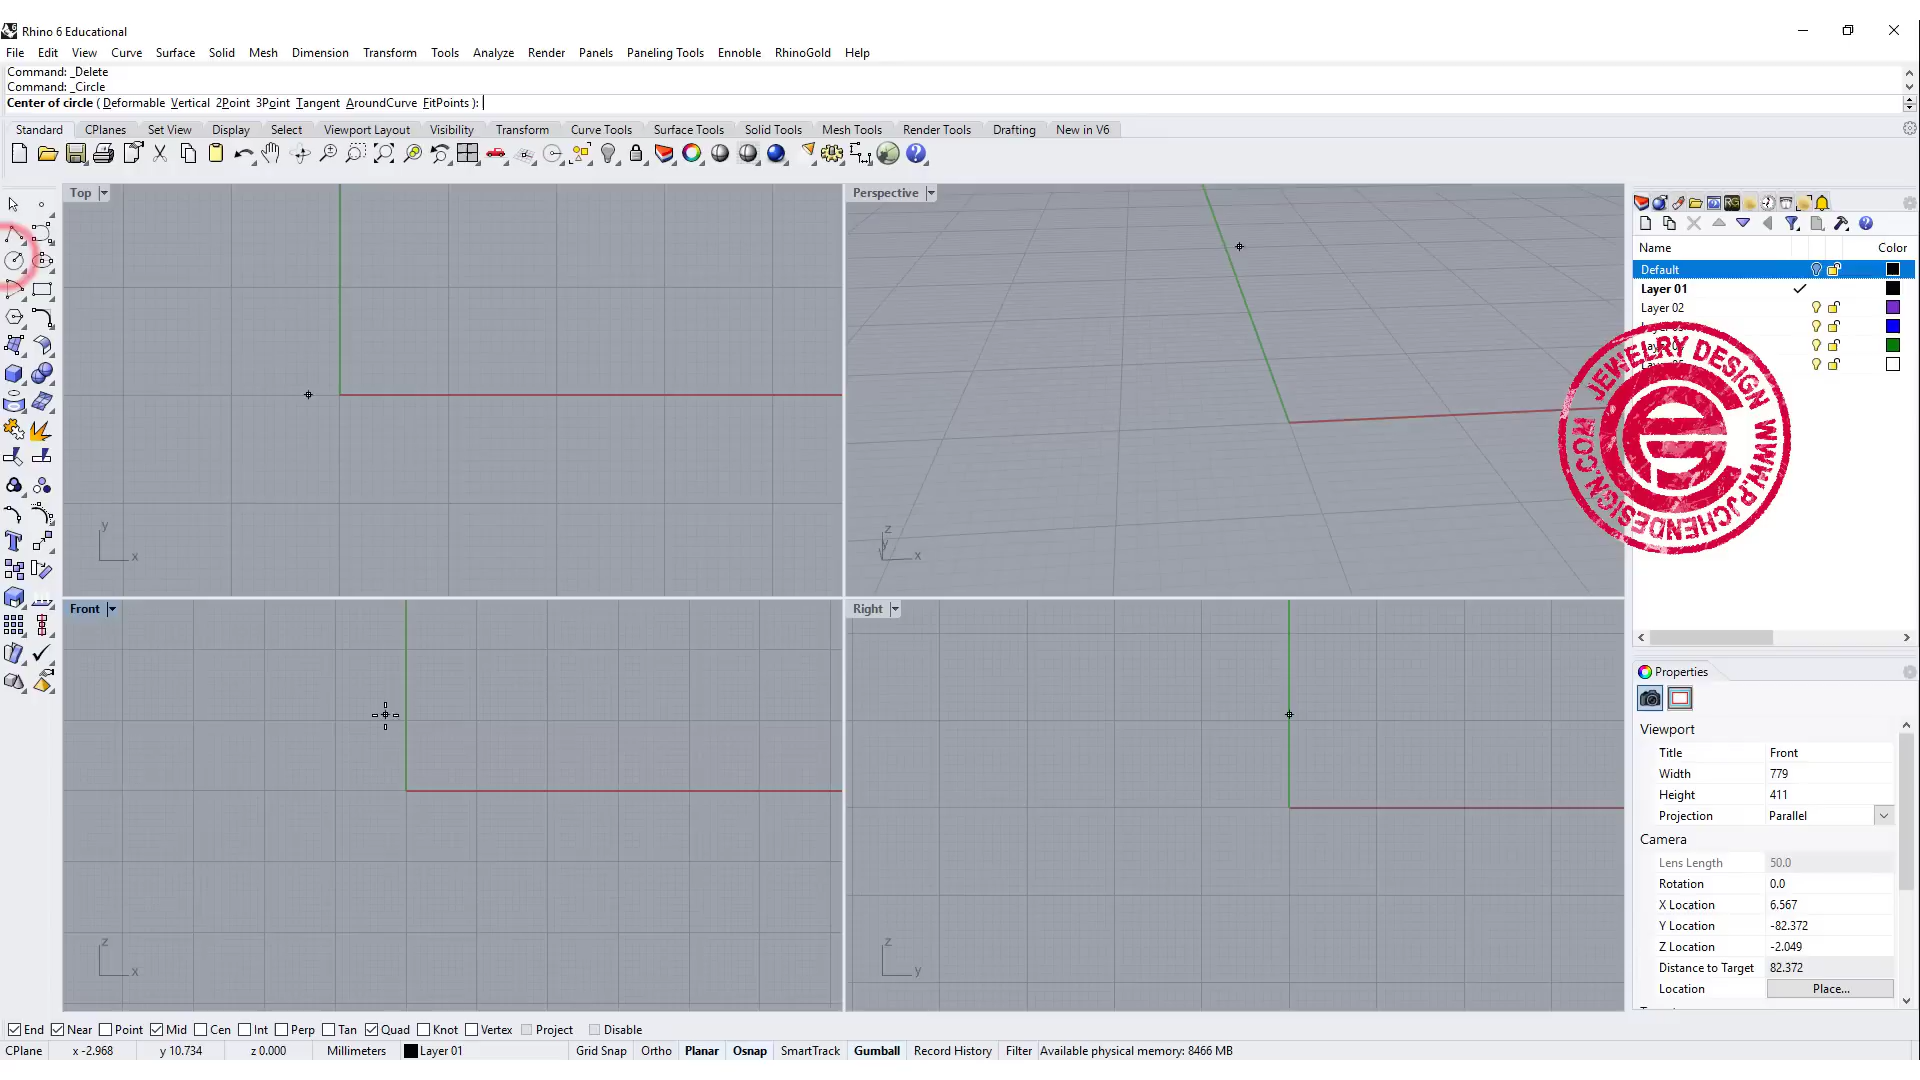 Rhino 6 Educational
File Edit View Curve Surface Solid Mesh Dimension Transform Tools Analyze Render Panels Paneling Tools Ennoble RhinoGold Help
Command: _Delete
Command: _Circle
Center of circle ( Deformable Vertical 2Point 3Point Tangent AroundCurve FitPoints ):
Standard CPlanes Set View Display Select Viewport Layout Visibility Transform Curve Tools Surface Tools Solid Tools Mesh Tools Render Tools Drafting New in V6
Top
Perspective
Name Color
Default
Layer 01
Layer 02
JEWELRY DESIGN WWW.PJCHENDESIGN.COM
y
x
z
y
x
Front
Right
z
x
z
y
Properties
Viewport
Title Front
Width 779
Height 411
Projection Parallel
Camera
Lens Length 50.0
Rotation 0.0
X Location 6.567
Y Location -82.372
Z Location -2.049
Distance to Target 82.372
Location Place...
End Near Point Mid Cen Int Perp Tan Quad Knot Vertex Project Disable
CPlane x -2.968 y 10.734 z 0.000 Millimeters Layer 01 Grid Snap Ortho Planar Osnap SmartTrack Gumball Record History Filter Available physical memory: 8466 MB